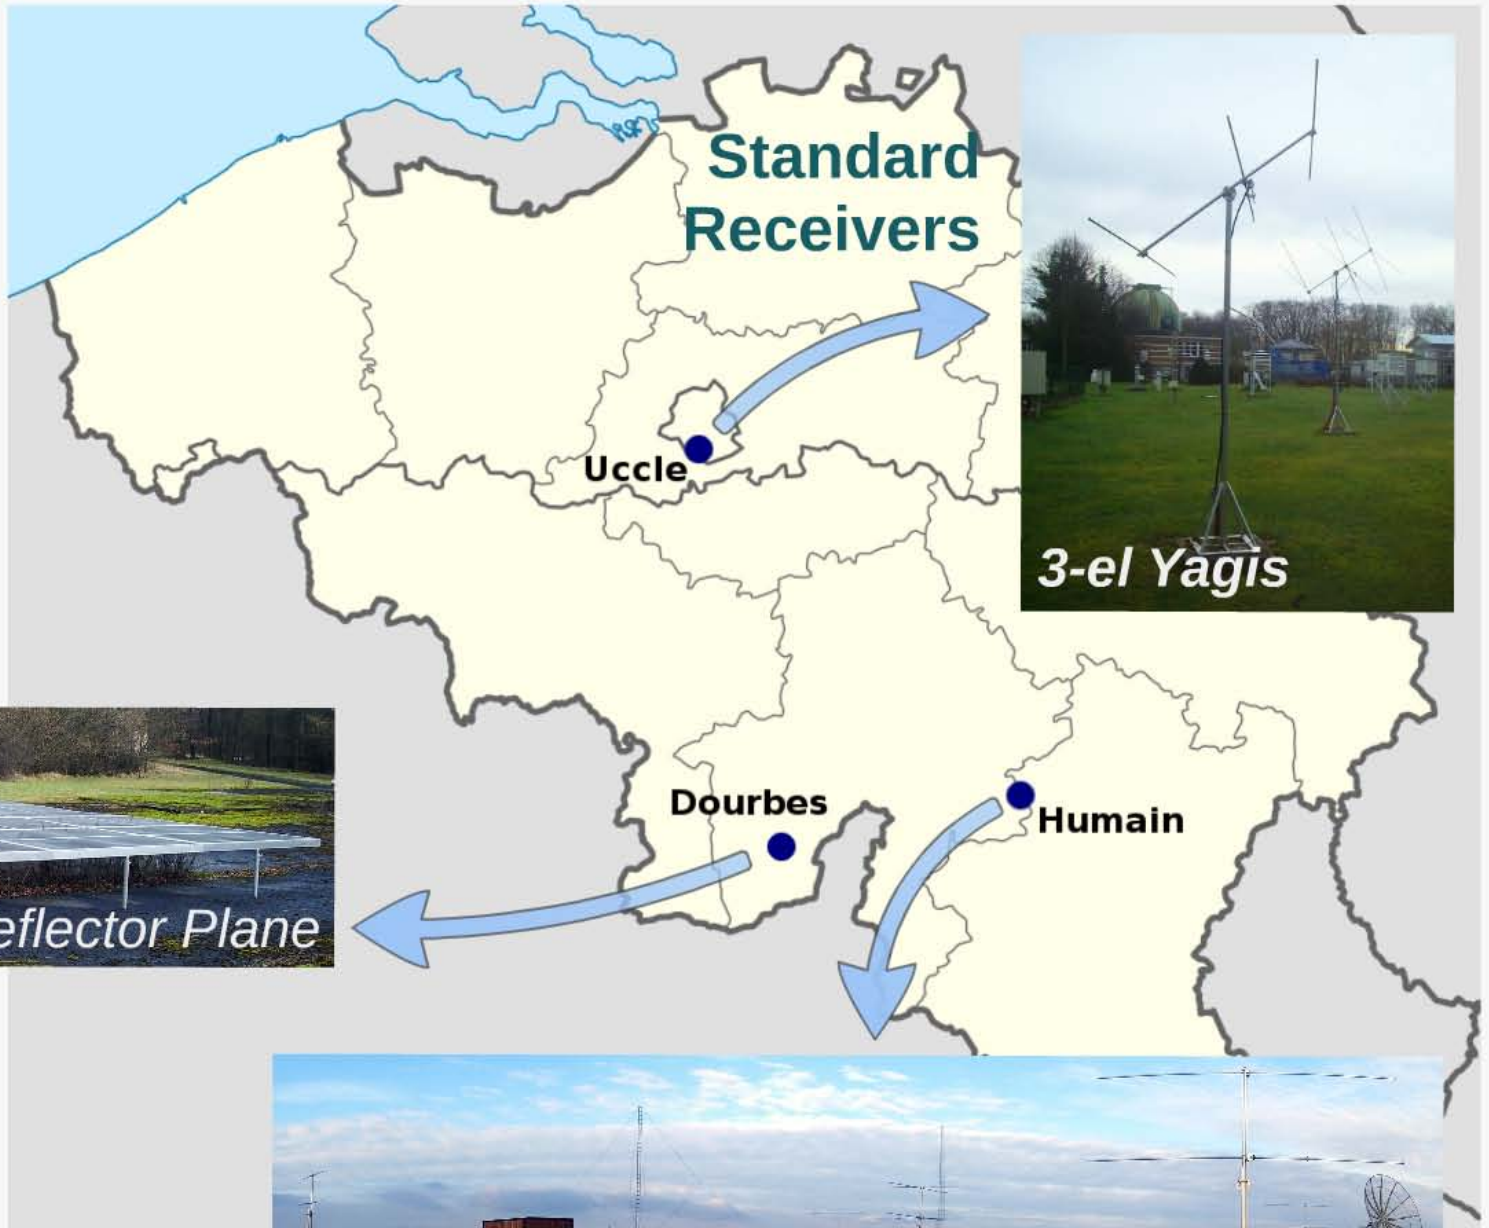 Standard
Receivers
Uccle
3-el Yagis
Dourbes
Humain
eflector Plane